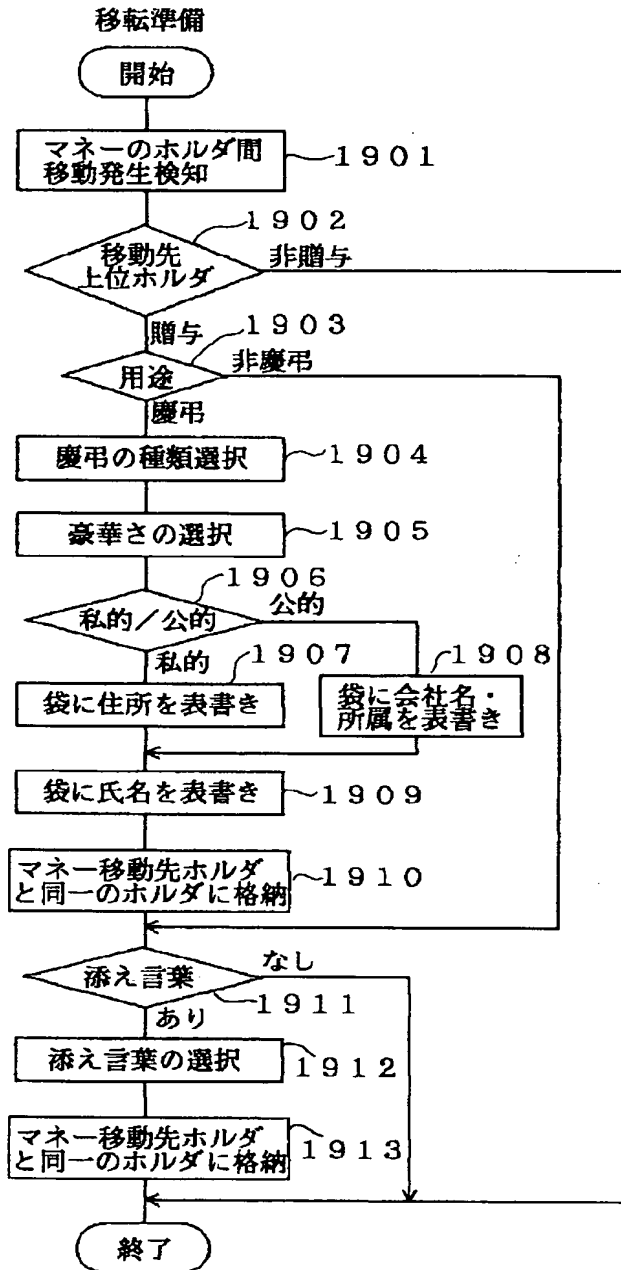 移転準備
開始
マネーのホルダ間
移動発生検知
1901
1902
移動先
上位ホルダ
非贈与
贈与
1903
用途
非慶弔
慶弔
慶弔の種類選択
1904
豪華さの選択
1905
1906
私的/公的
公的
私的
1907
袋に住所を表書き
1908
袋に会社名・
所属を表書き
袋に氏名を表書き
1909
マネー移動先ホルダ
と同一のホルダに格納
1910
添え言葉
なし
1911
あり
添え言葉の選択
1912
マネー移動先ホルダ
と同一のホルダに格納
1913
終了